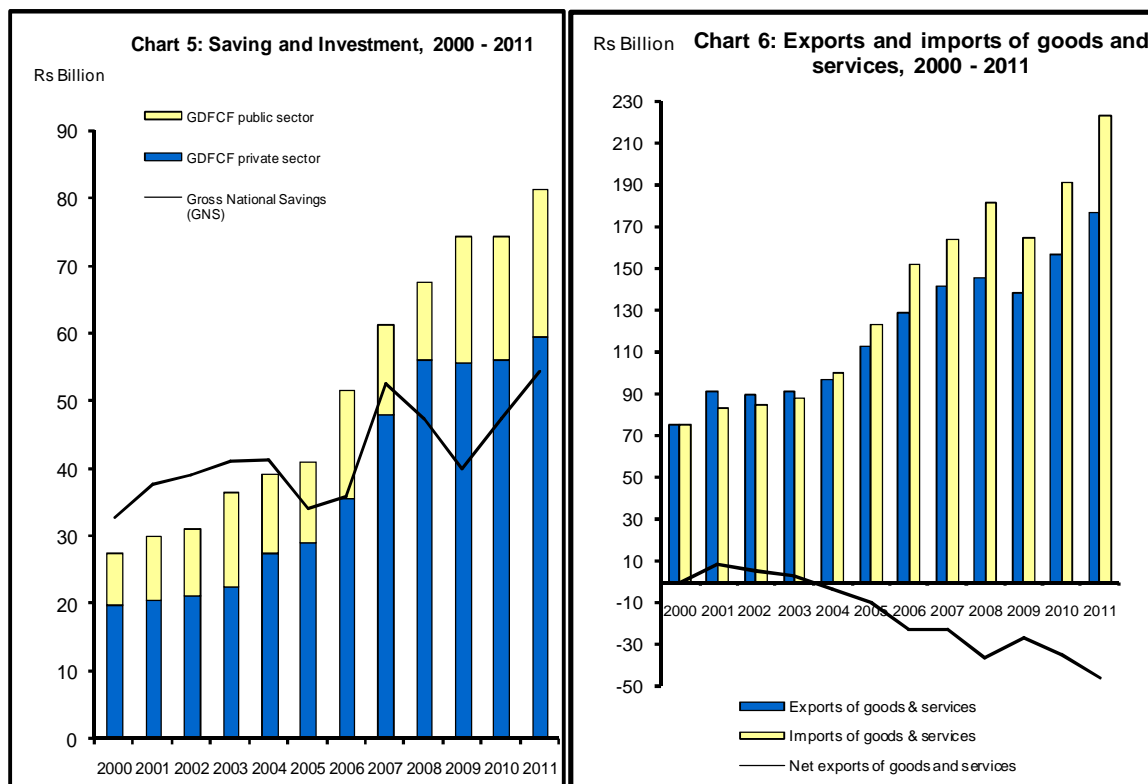 Chart 5: Saving and Investment, 2000 - 2011
Rs Billion
GDFCF public sector
GDFCF private sector
Gross National Savings
(GNS)
90
80
70
60
50
40
30
20
10
0
2000 2001 2002 2003 2004 2005 2006 2007 2008 2009 2010 2011
Rs Billion
Chart 6: Exports and imports of goods and
services, 2000 - 2011
230
210
190
170
150
130
110
90
70
50
30
10
-10
-30
-50
2000 2001 2002 2003 2004 2005 2006 2007 2008 2009 2010 2011
Exports of goods & services
Imports of goods & services
Net exports of goods and services